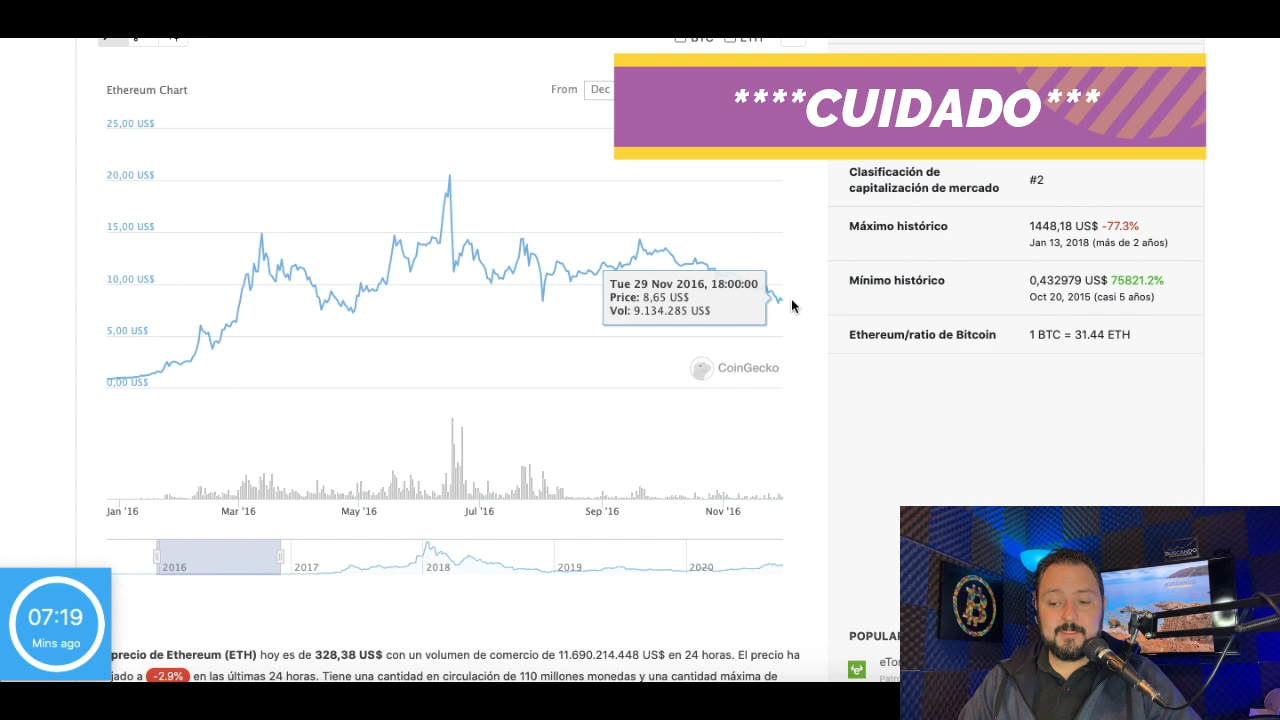 BTC
ETH
Ethereum Chart
From
Dec
****CUIDADO***
25,00 US$
20,00 US$
15,00 US$
10,00 US$
5,00 US$
0,00 US$
Tue 29 Nov 2016, 18:00:00
Price: 8,65 US$
Vol: 9.134.285 US$
CoinGecko
Jan '16
Mar '16
May '16
Jul '16
Sep '16
Nov '16
2016
2017
2018
2019
2020
Clasificación de
capitalización de mercado
#2
Máximo histórico
1448,18 US$ -77.3%
Jan 13, 2018 (más de 2 años)
Mínimo histórico
0,432979 US$ 75821.2%
Oct 20, 2015 (casi 5 años)
Ethereum/ratio de Bitcoin
1 BTC = 31.44 ETH
07:19
Mins ago
precio de Ethereum (ETH) hoy es de 328,38 US$ con un volumen de comercio de 11.690.214.448 US$ en 24 horas. El precio ha
jado a -2.9% en las últimas 24 horas. Tiene una cantidad en circulación de 110 millones monedas y una cantidad máxima de
POPULA
eTor
Patro
BUSCANDO